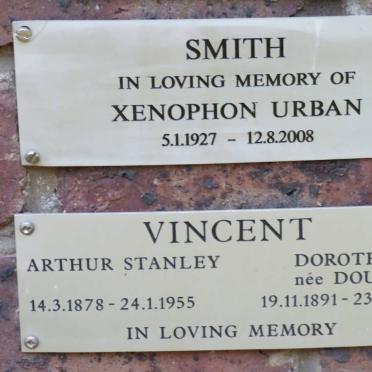 SMITH
IN LOVING MEMORY OF
XENOPHON URBAN
5.1.1927 – 12.8.2008
VINCENT
ARTHUR STANLEY
14.3.1878 - 24.1.1955
née
19.11.1891 - 23
IN LOVING MEMORY